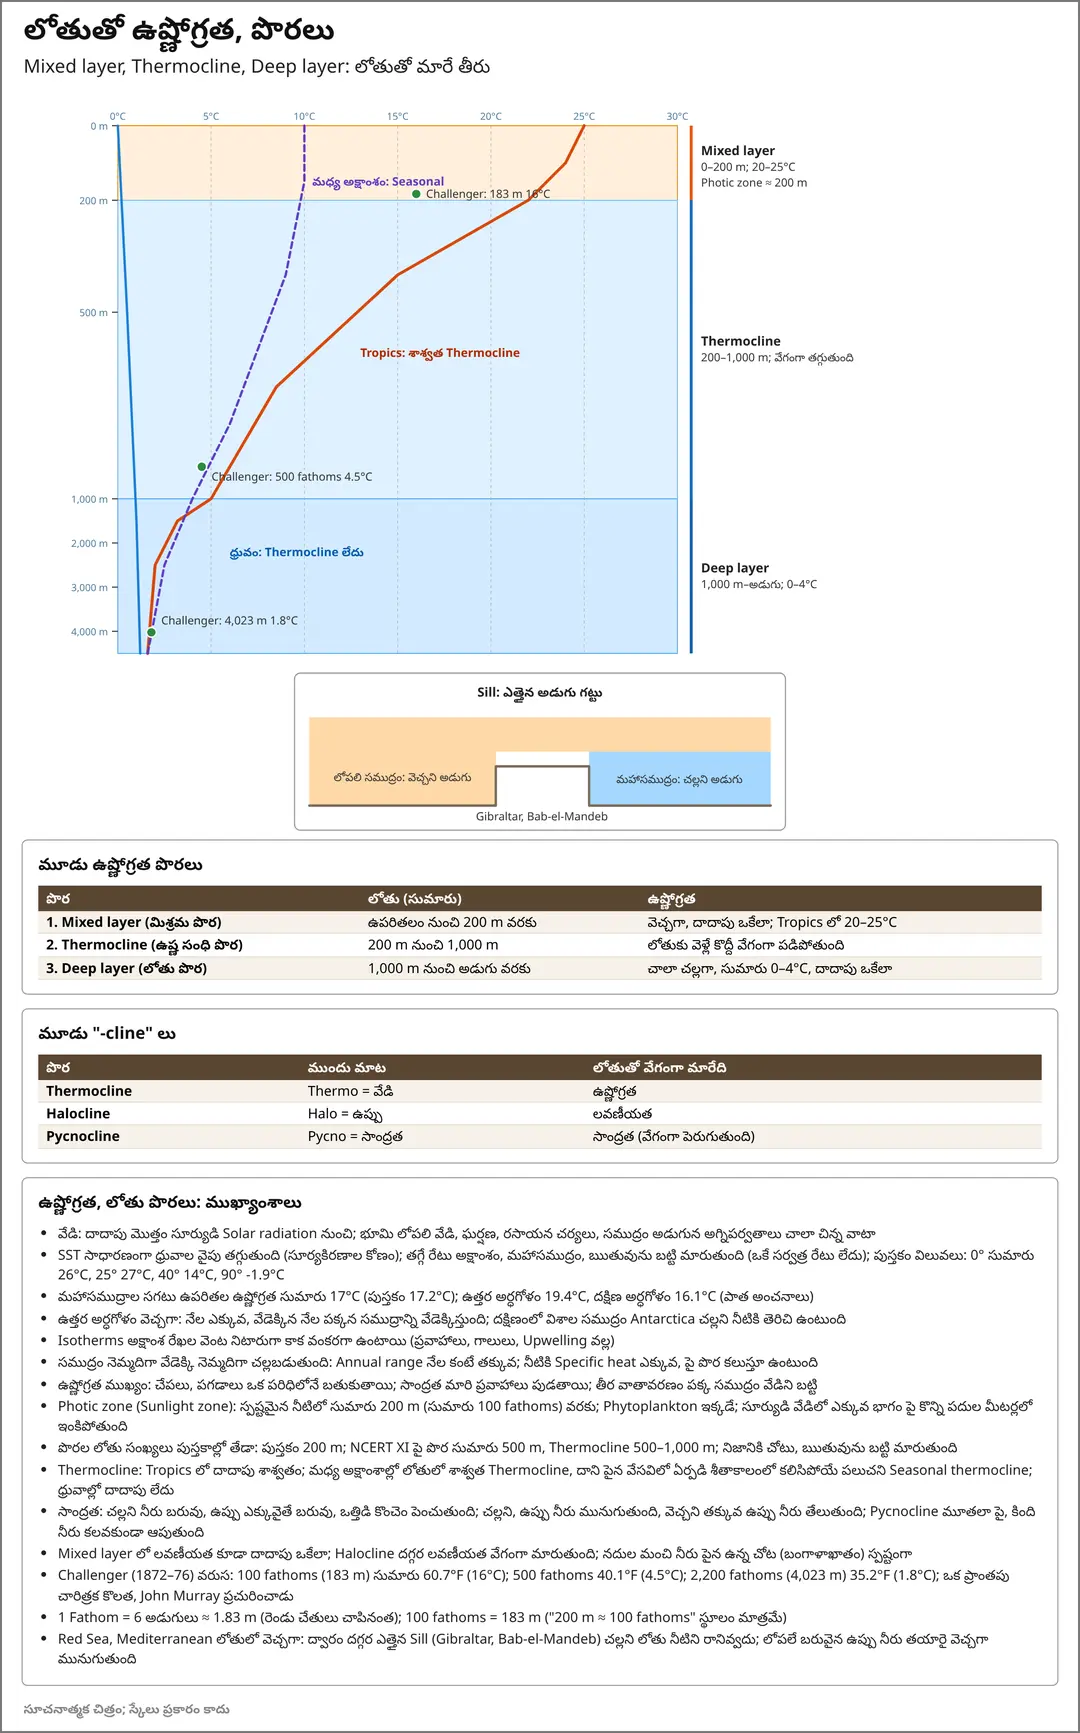 లోతుతో ఉష్ణోగ్రత, పొరలు
Mixed layer, Thermocline, Deep layer: లోతుతో మారే తీరు
0°C 5°C 10°C 15°C 20°C 25°C 30°C
0 m
Mixed layer
0–200 m; 20–25°C
Photic zone ≈ 200 m
మధ్య అక్షాంశం: Seasonal
Challenger: 183 m 16°C
200 m
500 m
Thermocline
200–1,000 m; వేగంగా తగ్గుతుంది
Tropics: శాశ్వత Thermocline
Challenger: 500 fathoms 4.5°C
1,000 m
2,000 m
ధ్రువం: Thermocline లేదు
Deep layer
1,000 m–అడుగు; 0–4°C
3,000 m
Challenger: 4,023 m 1.8°C
4,000 m
Sill: ఎత్తైన అడుగు గట్టు
లోపలి సముద్రం: వెచ్చని అడుగు
మహాసముద్రం: చల్లని అడుగు
Gibraltar, Bab-el-Mandeb
మూడు ఉష్ణోగ్రత పొరలు
పొర లోతు (సుమారు) ఉష్ణోగ్రత
1. Mixed layer (మిశ్రమ పొర) ఉపరితలం నుంచి 200 m వరకు వెచ్చగా, దాదాపు ఒకేలా; Tropics లో 20–25°C
2. Thermocline (ఉష్ణ సంధి పొర) 200 m నుంచి 1,000 m లోతుకు వెళ్లే కొద్దీ వేగంగా పడిపోతుంది
3. Deep layer (లోతు పొర) 1,000 m నుంచి అడుగు వరకు చాలా చల్లగా, సుమారు 0–4°C, దాదాపు ఒకేలా
మూడు "-cline" లు
పొర ముందు మాట లోతుతో వేగంగా మారేది
Thermocline Thermo = వేడి ఉష్ణోగ్రత
Halocline Halo = ఉప్పు లవణీయత
Pycnocline Pycno = సాంద్రత సాంద్రత (వేగంగా పెరుగుతుంది)
ఉష్ణోగ్రత, లోతు పొరలు: ముఖ్యాంశాలు
• వేడి: దాదాపు మొత్తం సూర్యుడి Solar radiation నుంచి; భూమి లోపలి వేడి, ఘర్షణ, రసాయన చర్యలు, సముద్రం అడుగున అగ్నిపర్వతాలు చాలా చిన్న వాటా
• SST సాధారణంగా ధ్రువాల వైపు తగ్గుతుంది (సూర్యకిరణాల కోణం); తగ్గే రేటు అక్షాంశం, మహాసముద్రం, ఋతువును బట్టి మారుతుంది (ఒకే సర్వత్ర రేటు లేదు); పుస్తకం విలువలు: 0° సుమారు
26°C, 25° 27°C, 40° 14°C, 90° -1.9°C
• మహాసముద్రాల సగటు ఉపరితల ఉష్ణోగ్రత సుమారు 17°C (పుస్తకం 17.2°C); ఉత్తర అర్ధగోళం 19.4°C, దక్షిణ అర్ధగోళం 16.1°C (పాత అంచనాలు)
• ఉత్తర అర్ధగోళం వెచ్చగా: నేల ఎక్కువ, వేడెక్కిన నేల పక్కన సముద్రాన్ని వేడెక్కిస్తుంది; దక్షిణంలో విశాల సముద్రం Antarctica చల్లని నీటికి తెరిచి ఉంటుంది
• Isotherms అక్షాంశ రేఖల వెంట నిటారుగా కాక వంకరగా ఉంటాయి (ప్రవాహాలు, గాలులు, Upwelling వల్ల)
• సముద్రం నెమ్మదిగా వేడెక్కి నెమ్మదిగా చల్లబడుతుంది: Annual range నేల కంటే తక్కువ; నీటికి Specific heat ఎక్కువ, పై పొర కలుస్తూ ఉంటుంది
• ఉష్ణోగ్రత ముఖ్యం: చేపలు, పగడాలు ఒక పరిధిలోనే బతుకుతాయి; సాంద్రత మారి ప్రవాహాలు పుడతాయి; తీర వాతావరణం పక్క సముద్రం వేడిని బట్టి
• Photic zone (Sunlight zone): స్పష్టమైన నీటిలో సుమారు 200 m (సుమారు 100 fathoms) వరకు; Phytoplankton ఇక్కడే; సూర్యుడి వేడిలో ఎక్కువ భాగం పై కొన్ని పదుల మీటర్లలో
ఇంకిపోతుంది
• పొరల లోతు సంఖ్యలు పుస్తకాల్లో తేడా: పుస్తకం 200 m; NCERT XI పై పొర సుమారు 500 m, Thermocline 500–1,000 m; నిజానికి చోటు, ఋతువును బట్టి మారుతుంది
• Thermocline: Tropics లో దాదాపు శాశ్వతం; మధ్య అక్షాంశాల్లో లోతులో శాశ్వత Thermocline, దాని పైన వేసవిలో ఏర్పడి శీతాకాలంలో కలిసిపోయే పలుచని Seasonal thermocline;
ధ్రువాల్లో దాదాపు లేదు
• సాంద్రత: చల్లని నీరు బరువు, ఉప్పు ఎక్కువైతే బరువు, ఒత్తిడి కొంచెం పెంచుతుంది; చల్లని, ఉప్పు నీరు మునుగుతుంది, వెచ్చని తక్కువ ఉప్పు నీరు తేలుతుంది; Pycnocline మూతలా పై, కింది
నీరు కలవకుండా ఆపుతుంది
• Mixed layer లో లవణీయత కూడా దాదాపు ఒకేలా; Halocline దగ్గర లవణీయత వేగంగా మారుతుంది; నదుల మంచి నీరు పైన ఉన్న చోట (బంగాళాఖాతం) స్పష్టంగా
• Challenger (1872–76) వరుస: 100 fathoms (183 m) సుమారు 60.7°F (16°C); 500 fathoms 40.1°F (4.5°C); 2,200 fathoms (4,023 m) 35.2°F (1.8°C); ఒక ప్రాంతపు
చారిత్రక కొలత, John Murray ప్రచురించాడు
• 1 Fathom = 6 అడుగులు ≈ 1.83 m (రెండు చేతులు చాపినంత); 100 fathoms = 183 m ("200 m ≈ 100 fathoms" స్థూలం మాత్రమే)
• Red Sea, Mediterranean లోతులో వెచ్చగా: ద్వారం దగ్గర ఎత్తైన Sill (Gibraltar, Bab-el-Mandeb) చల్లని లోతు నీటిని రానివ్వదు; లోపలే బరువైన ఉప్పు నీరు తయారై వెచ్చగా
మునుగుతుంది
సూచనాత్మక చిత్రం; స్కేలు ప్రకారం కాదు